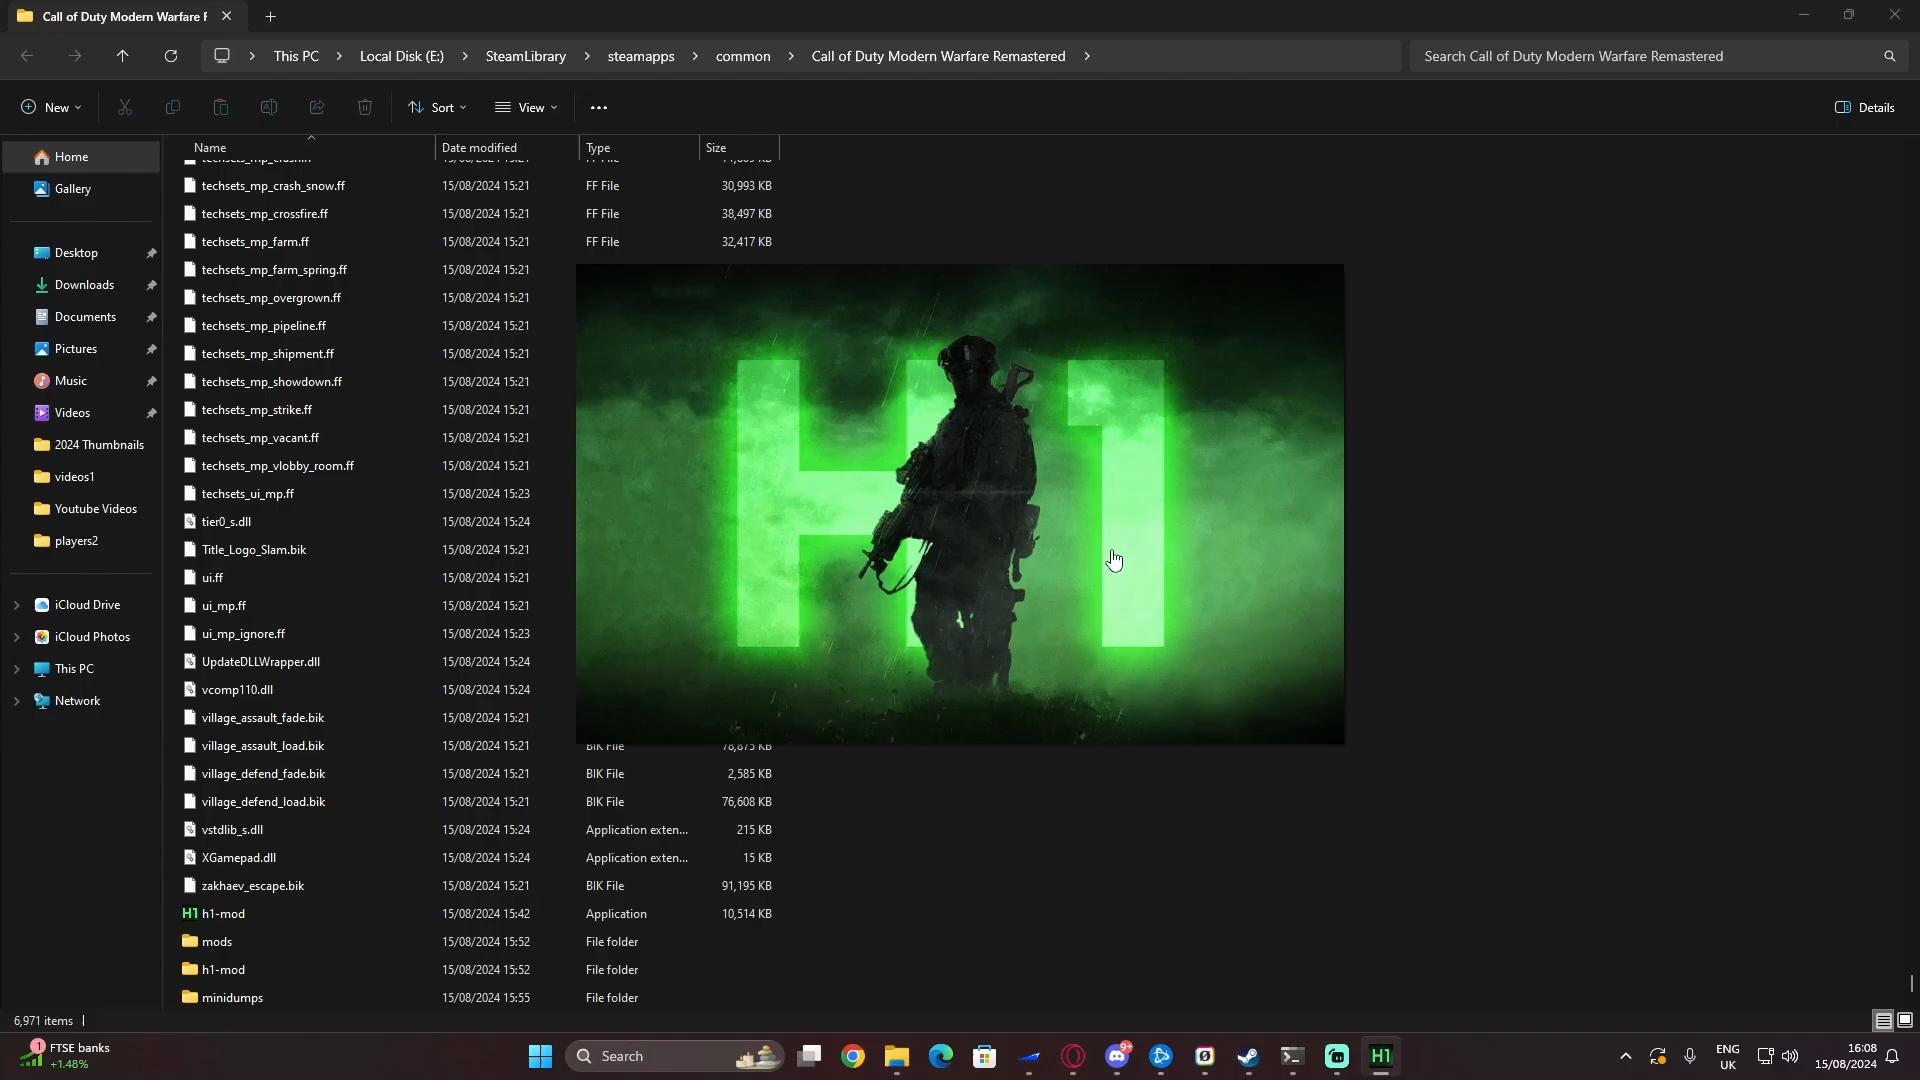 Call of Duty Modern Warfare F
This PC
Local Disk (E:)
SteamLibrary
steamapps
common
Call of Duty Modern Warfare Remastered
Search Call of Duty Modern Warfare Remastered
New
Sort
View
Details
Name Date modified Type Size
Home
Gallery
Desktop
Downloads
Documents
Pictures
Music
Videos
2024 Thumbnails
videos1
Youtube Videos
players2
iCloud Drive
iCloud Photos
This PC
Network
techsets_mp_crash_snow.ff 15/08/2024 15:21 FF File 30,993 KB
techsets_mp_crossfire.ff 15/08/2024 15:21 FF File 38,497 KB
techsets_mp_farm.ff 15/08/2024 15:21 FF File 32,417 KB
techsets_mp_farm_spring.ff 15/08/2024 15:21
techsets_mp_overgrown.ff 15/08/2024 15:21
techsets_mp_pipeline.ff 15/08/2024 15:21
techsets_mp_shipment.ff 15/08/2024 15:21
techsets_mp_showdown.ff 15/08/2024 15:21
techsets_mp_strike.ff 15/08/2024 15:21
techsets_mp_vacant.ff 15/08/2024 15:21
techsets_mp_vlobby_room.ff 15/08/2024 15:21
techsets_ui_mp.ff 15/08/2024 15:23
tier0_s.dll 15/08/2024 15:24
Title_Logo_Slam.bik 15/08/2024 15:21
ui.ff 15/08/2024 15:21
ui_mp.ff 15/08/2024 15:21
ui_mp_ignore.ff 15/08/2024 15:23
UpdateDLLWrapper.dll 15/08/2024 15:24
vcomp110.dll 15/08/2024 15:24
village_assault_fade.bik 15/08/2024 15:21
village_assault_load.bik 15/08/2024 15:21 BIK File 78,875 KB
village_defend_fade.bik 15/08/2024 15:21 BIK File 2,585 KB
village_defend_load.bik 15/08/2024 15:21 BIK File 76,608 KB
vstdlib_s.dll 15/08/2024 15:24 Application exten... 215 KB
XGamepad.dll 15/08/2024 15:24 Application exten... 15 KB
zakhaev_escape.bik 15/08/2024 15:21 BIK File 91,195 KB
H1 h1-mod 15/08/2024 15:42 Application 10,514 KB
mods 15/08/2024 15:52 File folder
h1-mod 15/08/2024 15:52 File folder
minidumps 15/08/2024 15:55 File folder
H1
6,971 items
1
FTSE banks
+1.48%
Search
9+
H1
ENG
UK
16:08
15/08/2024